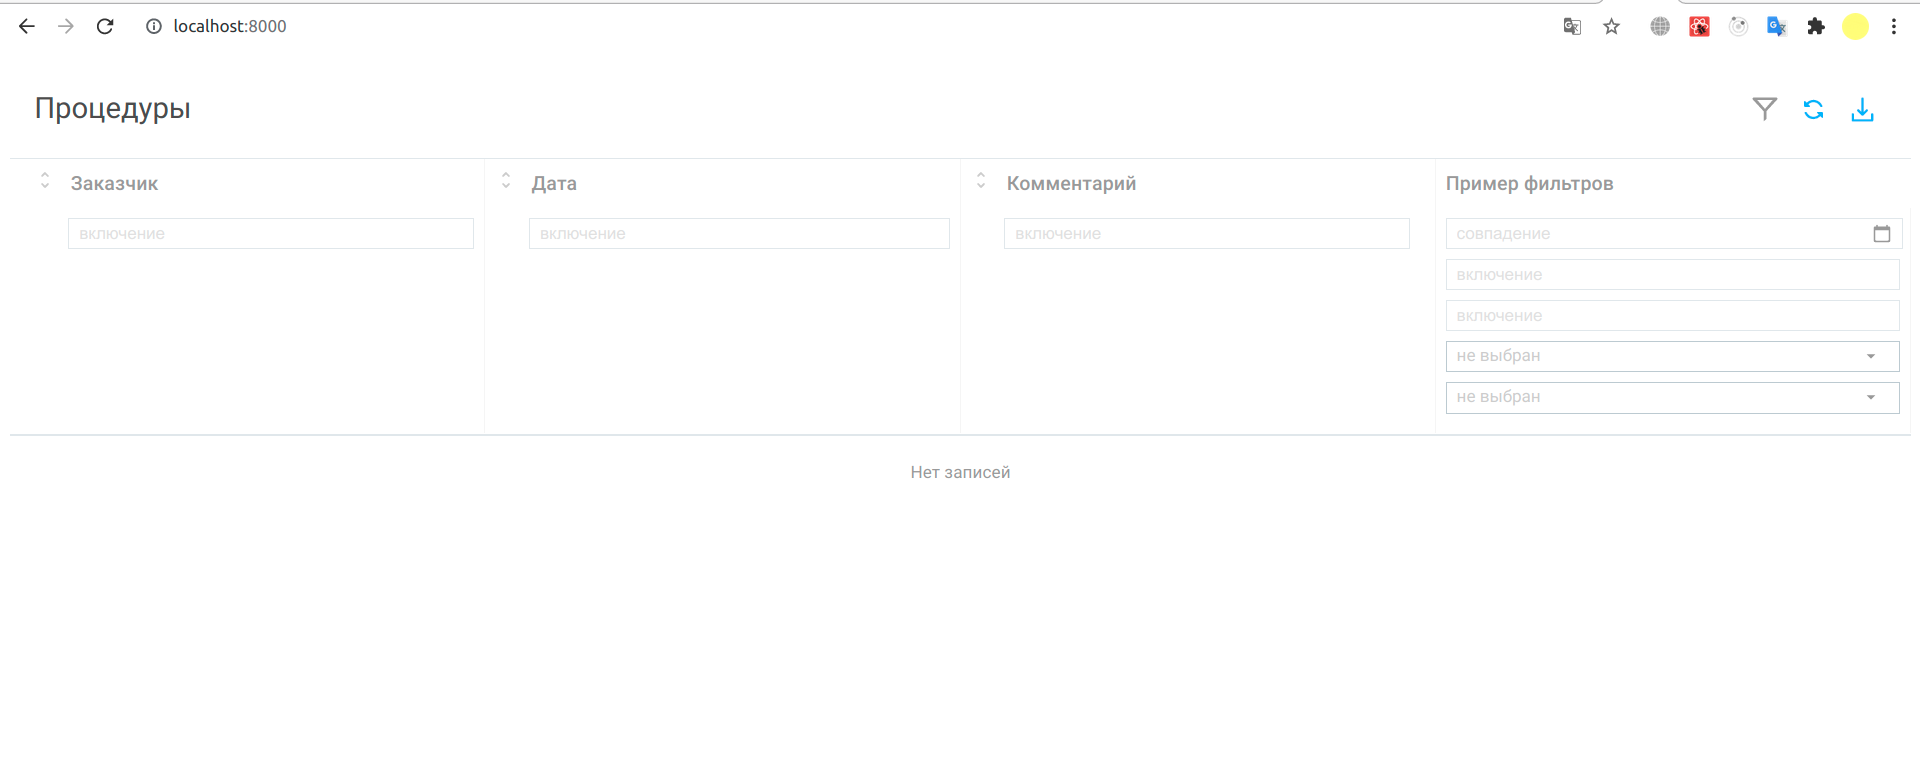 localhost:8000
Процедуры
Заказчик Дата Комментарий Пример фильтров
включение включение включение совпадение
включение
включение
не выбран
не выбран
Нет записей